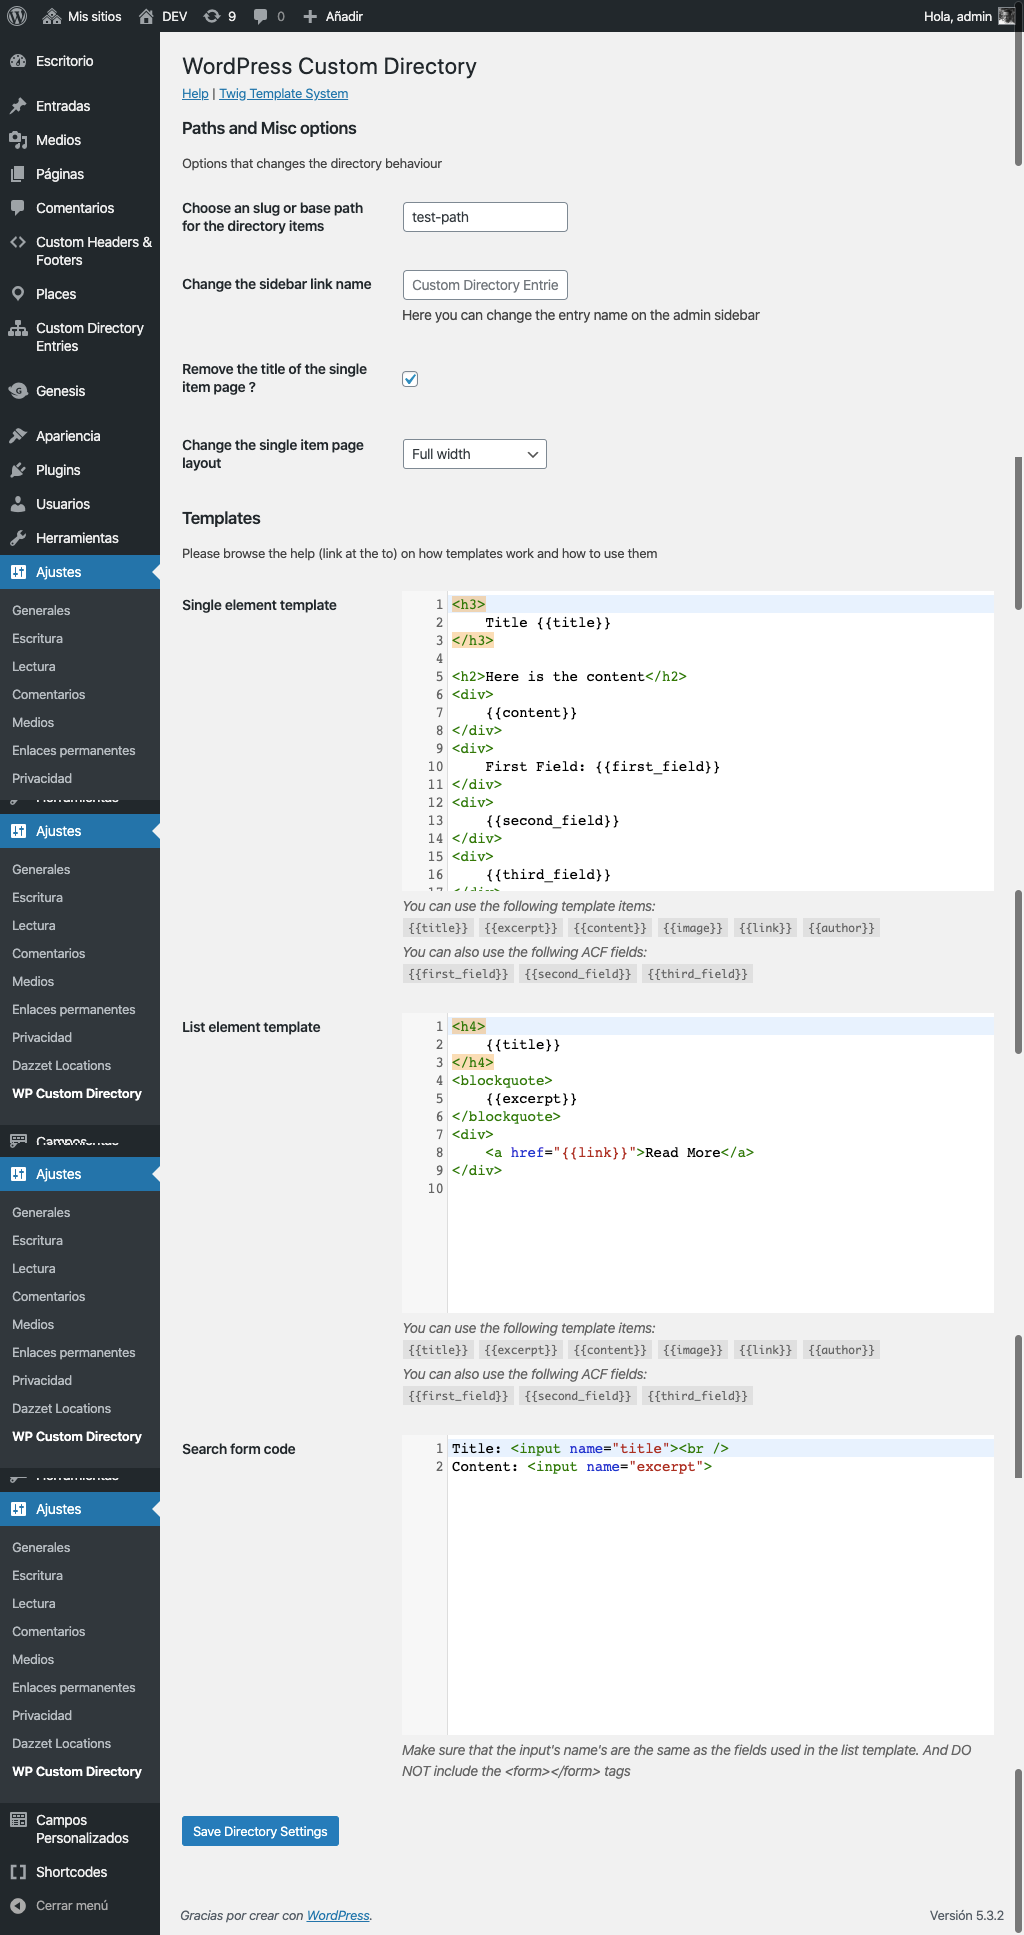 Mis sitios DEV 9 0 Añadir Hola, admin
Escritorio
Entradas
Medios
Páginas
Comentarios
Custom Headers &
Footers
Places
Custom Directory
Entries
Genesis
Apariencia
Plugins
Usuarios
Herramientas
Ajustes
Generales
Escritura
Lectura
Comentarios
Medios
Enlaces permanentes
Privacidad
Herramientas
Ajustes
Generales
Escritura
Lectura
Comentarios
Medios
Enlaces permanentes
Privacidad
Dazzet Locations
WP Custom Directory
Campos
Ajustes
Generales
Escritura
Lectura
Comentarios
Medios
Enlaces permanentes
Privacidad
Dazzet Locations
WP Custom Directory
Herramientas
Ajustes
Generales
Escritura
Lectura
Comentarios
Medios
Enlaces permanentes
Privacidad
Dazzet Locations
WP Custom Directory
Campos
Personalizados
Shortcodes
Cerrar menú
WordPress Custom Directory
Help | Twig Template System
Paths and Misc options
Options that changes the directory behaviour
Choose an slug or base path
for the directory items
test-path
Change the sidebar link name
Custom Directory Entrie
Here you can change the entry name on the admin sidebar
Remove the title of the single
item page ?
Change the single item page
layout
Full width
Templates
Please browse the help (link at the to) on how templates work and how to use them
Single element template
1 <h3>
2 Title {{title}}
3 </h3>
4
5 <h2>Here is the content</h2>
6 <div>
7 {{content}}
8 </div>
9 <div>
10 First Field: {{first_field}}
11 </div>
12 <div>
13 {{second_field}}
14 </div>
15 <div>
16 {{third_field}}
17 </div>
You can use the following template items:
{{title}} {{excerpt}} {{content}} {{image}} {{link}} {{author}}
You can also use the follwing ACF fields:
{{first_field}} {{second_field}} {{third_field}}
List element template
1 <h4>
2 {{title}}
3 </h4>
4 <blockquote>
5 {{excerpt}}
6 </blockquote>
7 <div>
8 <a href="{{link}}">Read More</a>
9 </div>
10
You can use the following template items:
{{title}} {{excerpt}} {{content}} {{image}} {{link}} {{author}}
You can also use the follwing ACF fields:
{{first_field}} {{second_field}} {{third_field}}
Search form code
1 Title: <input name="title"><br />
2 Content: <input name="excerpt">
Make sure that the input's name's are the same as the fields used in the list template. And DO
NOT include the <form></form> tags
Save Directory Settings
Gracias por crear con WordPress.
Versión 5.3.2